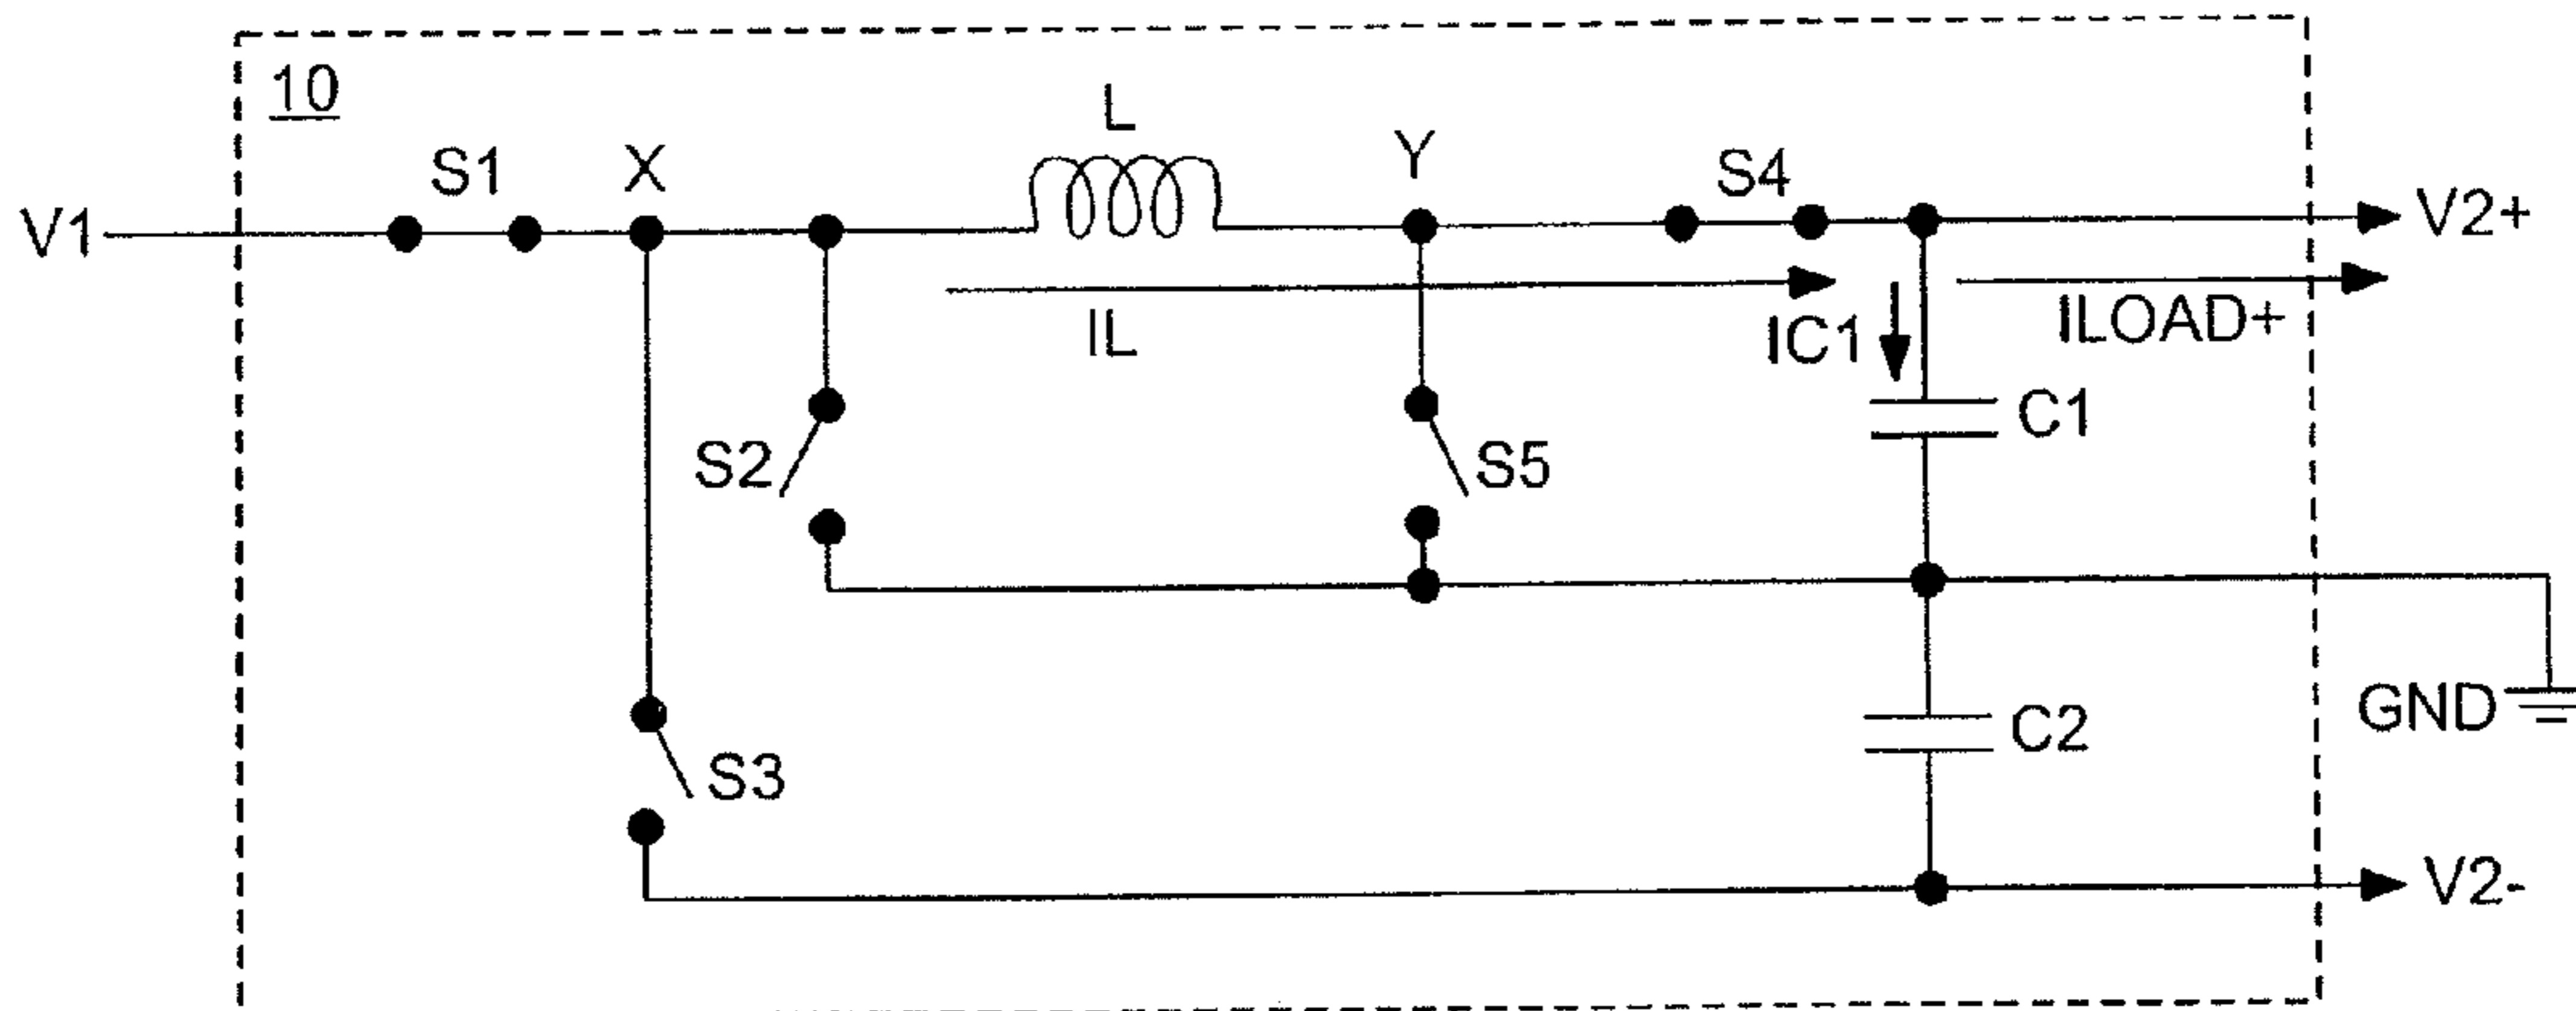 10
L
S1
X
Y
S4
V1
V2+
IL
IC1
ILOAD+
S2
S5
C1
GND
C2
S3
V2-